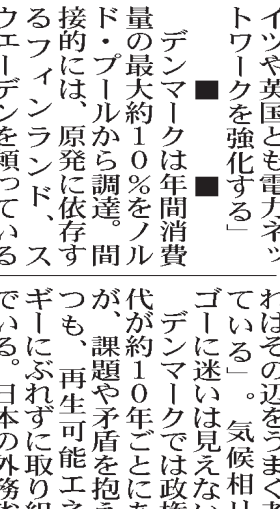 イツや英国とも電力ネッ
トワークを強化する」
■　■
デンマークは年間消費
量の最大約10％をノル
ド・プールから調達。間
接的には、原発に依存す
るフィンランド、ス
ウエーデンを頼っている
はその辺をうまく
ている」。気候相
ゴーに迷いは見えない
デンマークでは政権
代が約10年ごとに
が、課題や矛盾を抱え
つも、再生可能エネ
ギーにぶれずに取り組
でいる。日本の外務